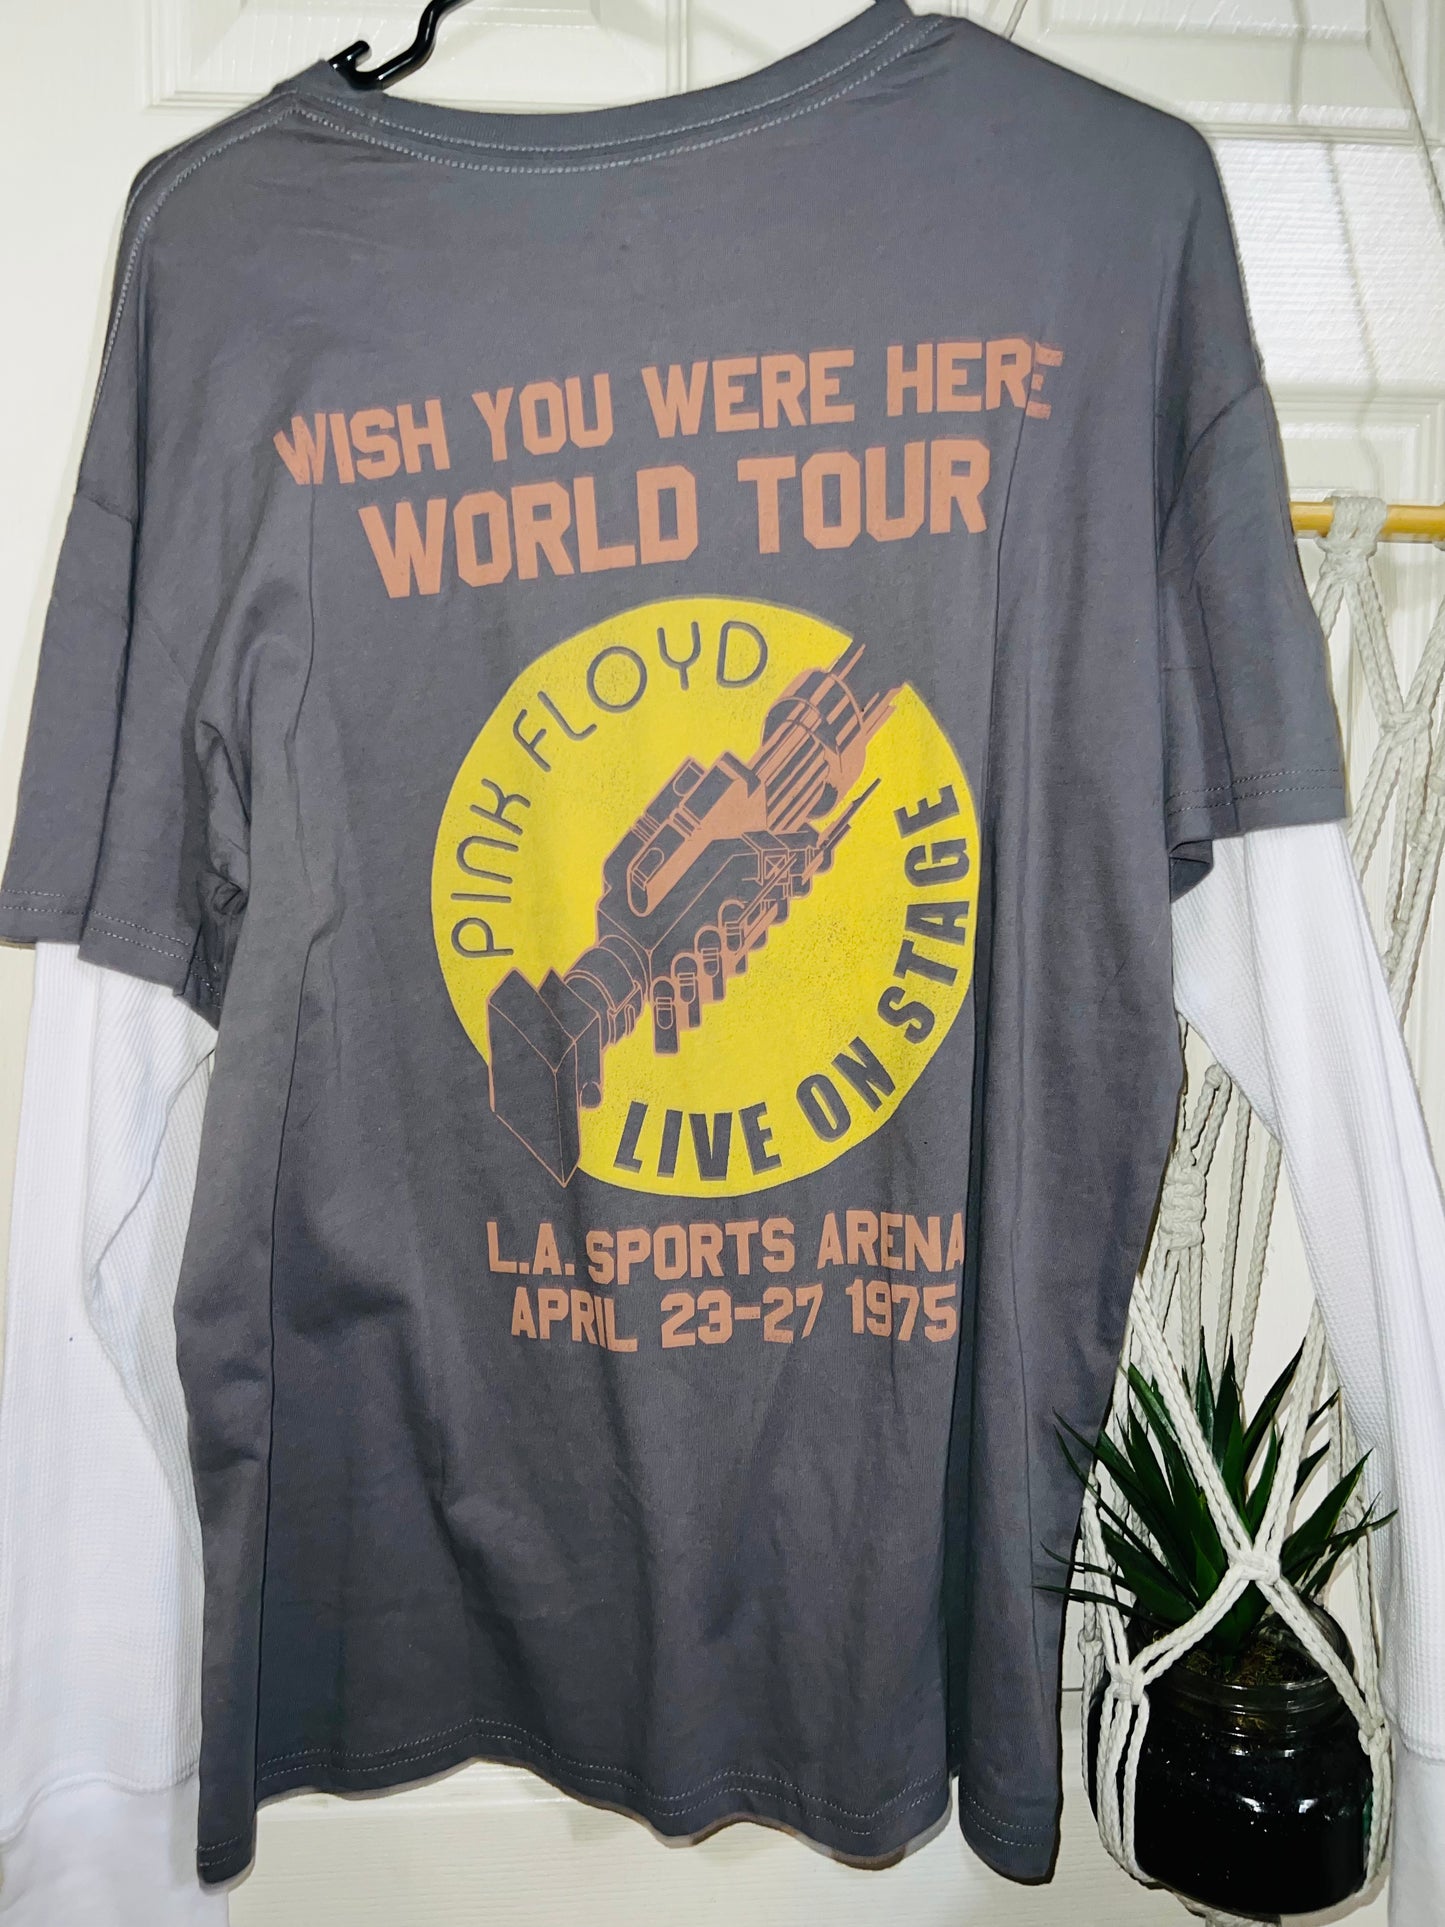 WISH YOU WERE HERE
WORLD TOUR
PINK FLOYD
LIVE ON STAGE
L.A. SPORTS ARENA
APRIL 23-27 1975